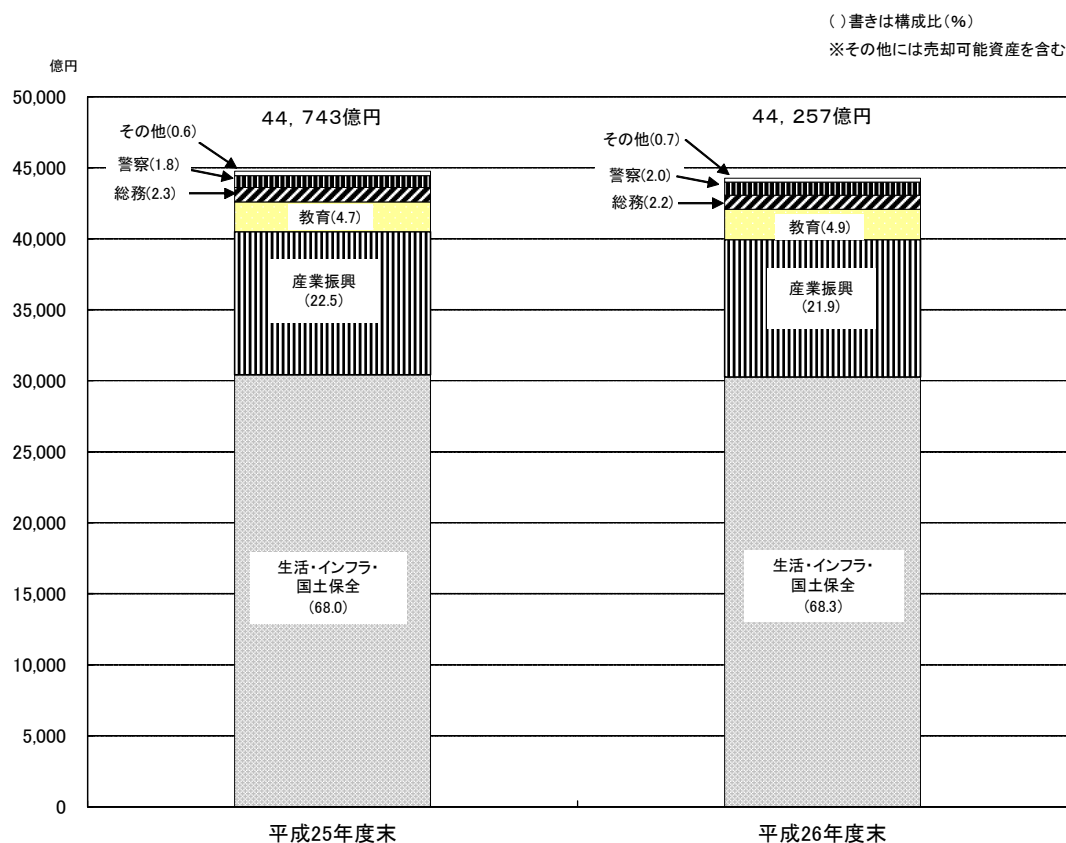 ( )書きは構成比(%)
※その他には売却可能資産を含む
億円
50,000
45,000
40,000
35,000
30,000
25,000
20,000
15,000
10,000
5,000
0
44,743億円
その他(0.6)
警察(1.8)
総務(2.3)
教育(4.7)
産業振興
(22.5)
生活・インフラ・
国土保全
(68.0)
44,257億円
その他(0.7)
警察(2.0)
総務(2.2)
教育(4.9)
産業振興
(21.9)
生活・インフラ・
国土保全
(68.3)
平成25年度末
平成26年度末